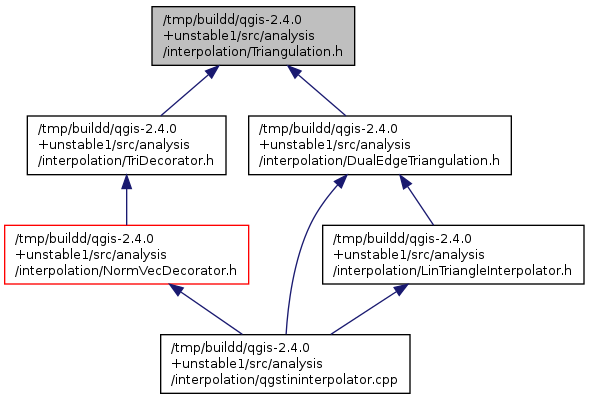 /tmp/buildd/qgis-2.4.0
+unstable1/src/analysis
/interpolation/Triangulation.h
/tmp/buildd/qgis-2.4.0
+unstable1/src/analysis
/interpolation/TriDecorator.h
/tmp/buildd/qgis-2.4.0
+unstable1/src/analysis
/interpolation/DualEdgeTriangulation.h
/tmp/buildd/qgis-2.4.0
+unstable1/src/analysis
/interpolation/NormVecDecorator.h
/tmp/buildd/qgis-2.4.0
+unstable1/src/analysis
/interpolation/LinTriangleInterpolator.h
/tmp/buildd/qgis-2.4.0
+unstable1/src/analysis
/interpolation/qgstininterpolator.cpp